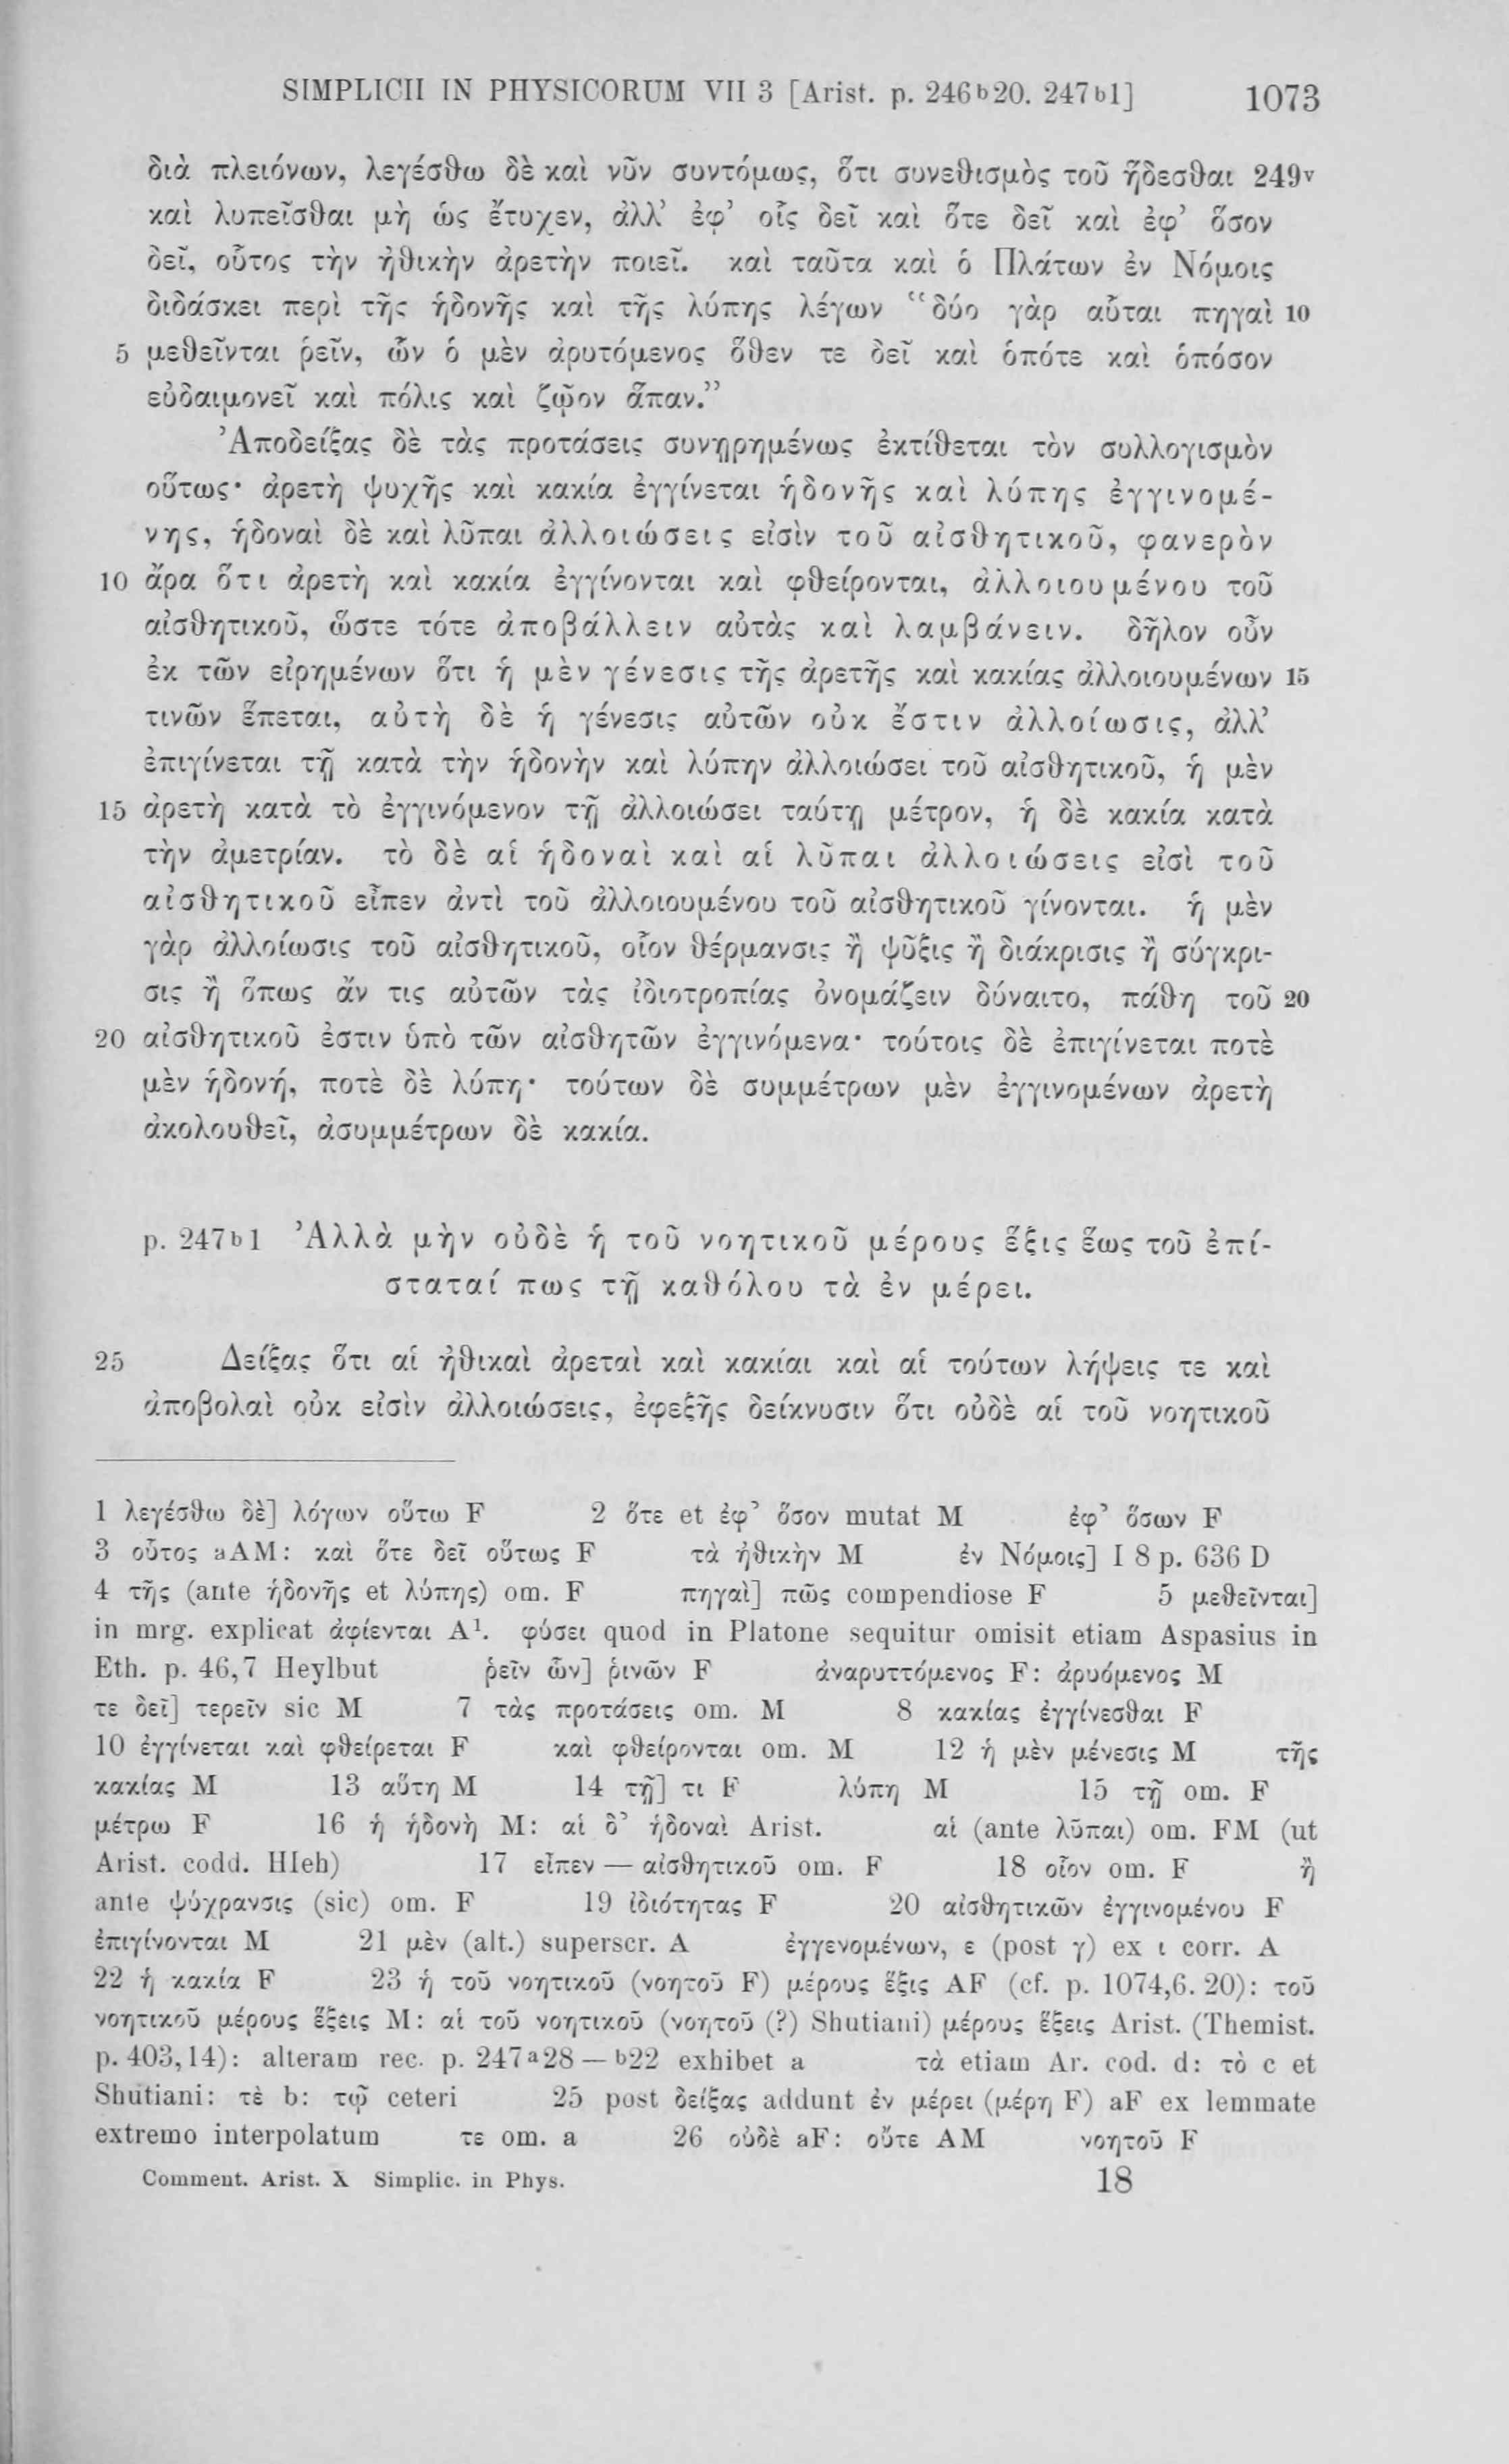 SIMPLICII IN PHYSICORUM VII 3 [Arist. p. 246b20. 247b1] 1073
διὰ πλειόνων, λεγέσθω δὲ καὶ νῦν συντόμως, ὅτι συνεθισμὸς τοῦ ἥδεσθαι 249v
καὶ λυπεῖσθαι μὴ ὡς ἔτυχεν, ἀλλ’ ἐφ’ οἷς δεῖ καὶ ὅτε δεῖ καὶ ἐφ’ ὅσον
δεῖ, οὗτος τὴν ἠθικὴν ἀρετὴν ποιεῖ. καὶ ταῦτα καὶ ὁ Πλάτων ἐν Νόμοις
διδάσκει περὶ τῆς ἡδονῆς καὶ τῆς λύπης λέγων “δύο γὰρ αὗται πηγαὶ 10
5 μεθεῖνται ῥεῖν, ὧν ὁ μὲν ἀρυτόμενος ὅθεν τε δεῖ καὶ ὁπότε καὶ ὁπόσον
εὐδαιμονεῖ καὶ πόλις καὶ ζῷον ἅπαν.”
Ἀποδείξας δὲ τὰς προτάσεις συνῃρημένως ἐκτίθεται τὸν συλλογισμὸν
οὕτως· ἀρετὴ ψυχῆς καὶ κακία ἐγγίνεται ἡδονῆς καὶ λύπης ἐγγινομέ-
νης, ἡδοναὶ δὲ καὶ λῦπαι ἀλλοιώσεις εἰσὶν τοῦ αἰσθητικοῦ, φανερὸν
10 ἄρα ὅτι ἀρετὴ καὶ κακία ἐγγίνονται καὶ φθείρονται, ἀλλοιουμένου τοῦ
αἰσθητικοῦ, ὥστε τότε ἀποβάλλειν αὐτὰς καὶ λαμβάνειν. δῆλον οὖν
ἐκ τῶν εἰρημένων ὅτι ἡ μὲν γένεσις τῆς ἀρετῆς καὶ κακίας ἀλλοιουμένων 15
τινῶν ἕπεται, αὐτὴ δὲ ἡ γένεσις αὐτῶν οὐκ ἔστιν ἀλλοίωσις, ἀλλ’
ἐπιγίνεται τῇ κατὰ τὴν ἡδονὴν καὶ λύπην ἀλλοιώσει τοῦ αἰσθητικοῦ, ἡ μὲν
15 ἀρετὴ κατὰ τὸ ἐγγινόμενον τῇ ἀλλοιώσει ταύτῃ μέτρον, ἡ δὲ κακία κατὰ
τὴν ἀμετρίαν. τὸ δὲ αἱ ἡδοναὶ καὶ αἱ λῦπαι ἀλλοιώσεις εἰσὶ τοῦ
αἰσθητικοῦ εἶπεν ἀντὶ τοῦ ἀλλοιουμένου τοῦ αἰσθητικοῦ γίνονται. ἡ μὲν
γὰρ ἀλλοίωσις τοῦ αἰσθητικοῦ, οἷον θέρμανσις ἢ ψῦξις ἢ διάκρισις ἢ σύγκρι-
σις ἢ ὅπως ἄν τις αὐτῶν τὰς ἰδιοτροπίας ὀνομάζειν δύναιτο, πάθη τοῦ 20
20 αἰσθητικοῦ ἐστιν ὑπὸ τῶν αἰσθητῶν ἐγγινόμενα· τούτοις δὲ ἐπιγίνεται ποτὲ
μὲν ἡδονή, ποτὲ δὲ λύπη· τούτων δὲ συμμέτρων μὲν ἐγγινομένων ἀρετὴ
ἀκολουθεῖ, ἀσυμμέτρων δὲ κακία.
p. 247b1 Ἀλλὰ μὴν οὐδὲ ἡ τοῦ νοητικοῦ μέρους ἕξις ἕως τοῦ ἐπί-
σταταί πως τῇ καθόλου τὰ ἐν μέρει.
25 Δείξας ὅτι αἱ ἠθικαὶ ἀρεταὶ καὶ κακίαι καὶ αἱ τούτων λήψεις τε καὶ
ἀποβολαὶ οὐκ εἰσὶν ἀλλοιώσεις, ἐφεξῆς δείκνυσιν ὅτι οὐδὲ αἱ τοῦ νοητικοῦ
1 λεγέσθω δὲ] λόγων οὕτω F 2 ὅτε et ἐφ’ ὅσον mutat M ἐφ’ ὅσων F
3 οὗτος aAM: καὶ ὅτε δεῖ οὕτως F τὰ ἠθικὴν M ἐν Νόμοις] I 8 p. 636 D
4 τῆς (ante ἡδονῆς et λύπης) om. F πηγαὶ] πῶς compendiose F 5 μεθεῖνται]
in mrg. explicat ἀφίενται A¹. φύσει quod in Platone sequitur omisit etiam Aspasius in
Eth. p. 46,7 Heylbut ῥεῖν ὧν] ῥινῶν F ἀναρυττόμενος F: ἀρυόμενος M
τε δεῖ] τερεῖν sic M 7 τὰς προτάσεις om. M 8 κακίας ἐγγίνεσθαι F
10 ἐγγίνεται καὶ φθείρεται F καὶ φθείρονται om. M 12 ἡ μὲν μένεσις M τῆς
κακίας M 13 αὕτη M 14 τῇ] τι F λύπη M 15 τῇ om. F
μέτρω F 16 ἡ ἡδονὴ M: αἱ δ’ ἡδοναὶ Arist. αἱ (ante λῦπαι) om. FM (ut
Arist. codd. HIeh) 17 εἶπεν — αἰσθητικοῦ om. F 18 οἷον om. F ἢ
ante ψύχρανσις (sic) om. F 19 ἰδιότητας F 20 αἰσθητικῶν ἐγγινομένου F
ἐπιγίνονται M 21 μὲν (alt.) superscr. A ἐγγενομένων, ε (post γ) ex ι corr. A
22 ἡ κακία F 23 ἡ τοῦ νοητικοῦ (νοητοῦ F) μέρους ἕξις AF (cf. p. 1074,6. 20): τοῦ
νοητικοῦ μέρους ἕξεις M: αἱ τοῦ νοητικοῦ (νοητοῦ (?) Shutiani) μέρους ἕξεις Arist. (Themist.
p. 403,14): alteram rec. p. 247a28 — b22 exhibet a τὰ etiam Ar. cod. d: τὸ c et
Shutiani: τὲ b: τῷ ceteri 25 post δείξας addunt ἐν μέρει (μέρη F) aF ex lemmate
extremo interpolatum τε om. a 26 οὐδὲ aF: οὔτε AM νοητοῦ F
Comment. Arist. X Simplic. in Phys. 18